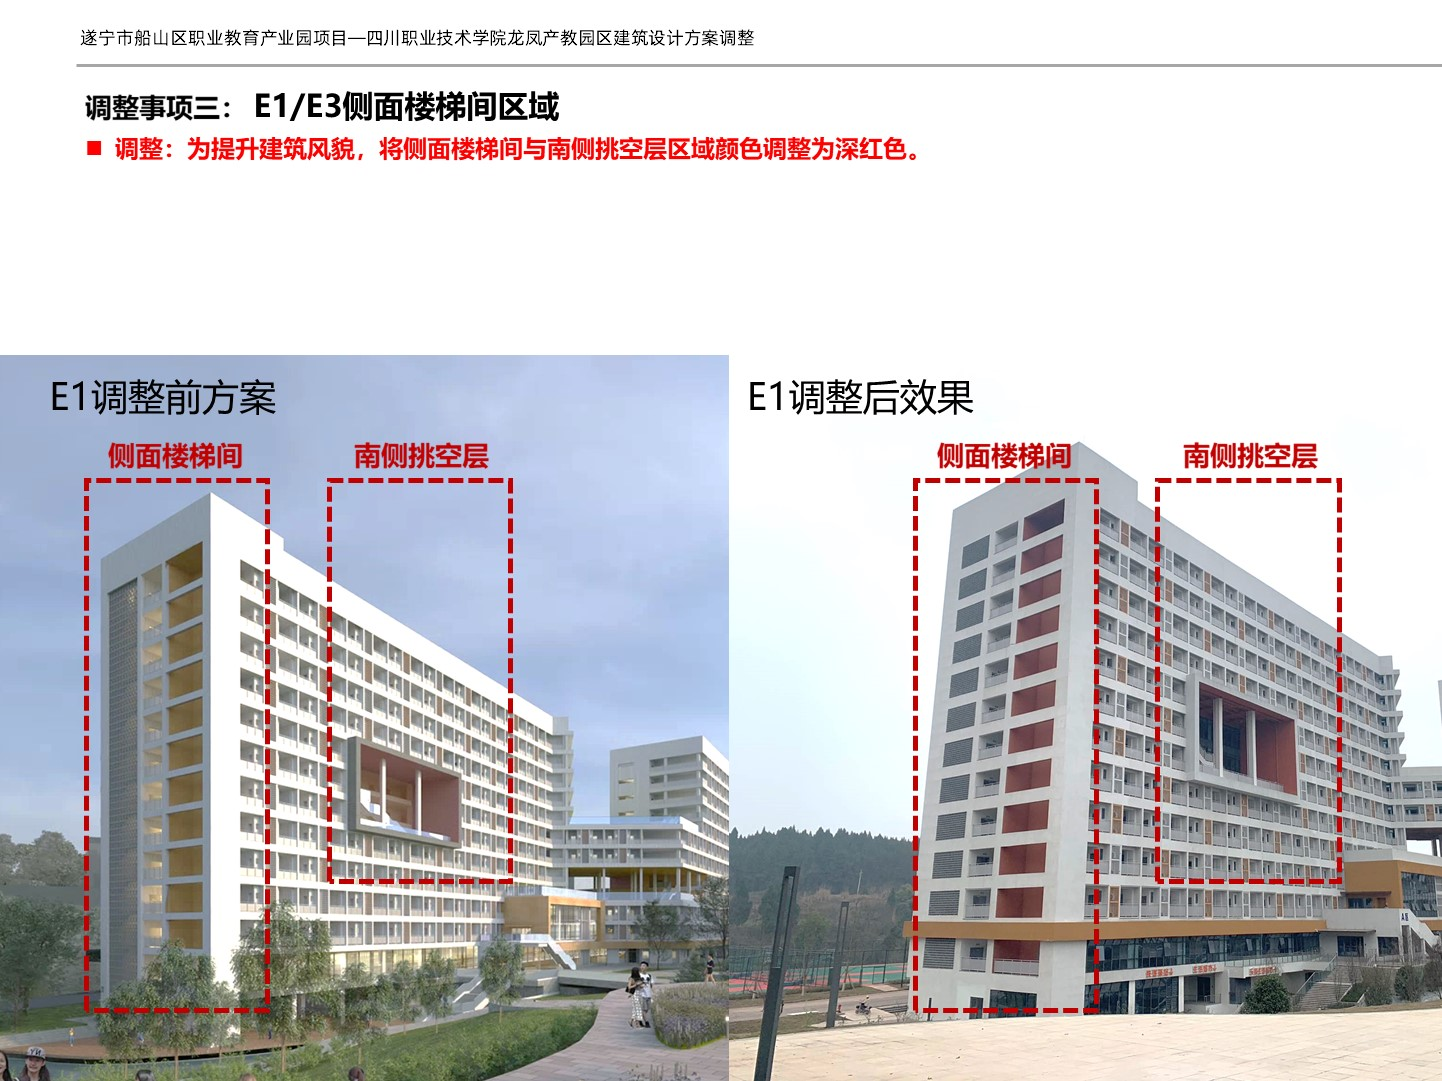 遂宁市船山区职业教育产业园项目—四川职业技术学院龙凤产教园区建筑设计方案调整
调整事项三： E1/E3侧面楼梯间区域
■ 调整：为提升建筑风貌，将侧面楼梯间与南侧挑空层区域颜色调整为深红色。
E1调整前方案
E1调整后效果
侧面楼梯间
南侧挑空层
侧面楼梯间
南侧挑空层